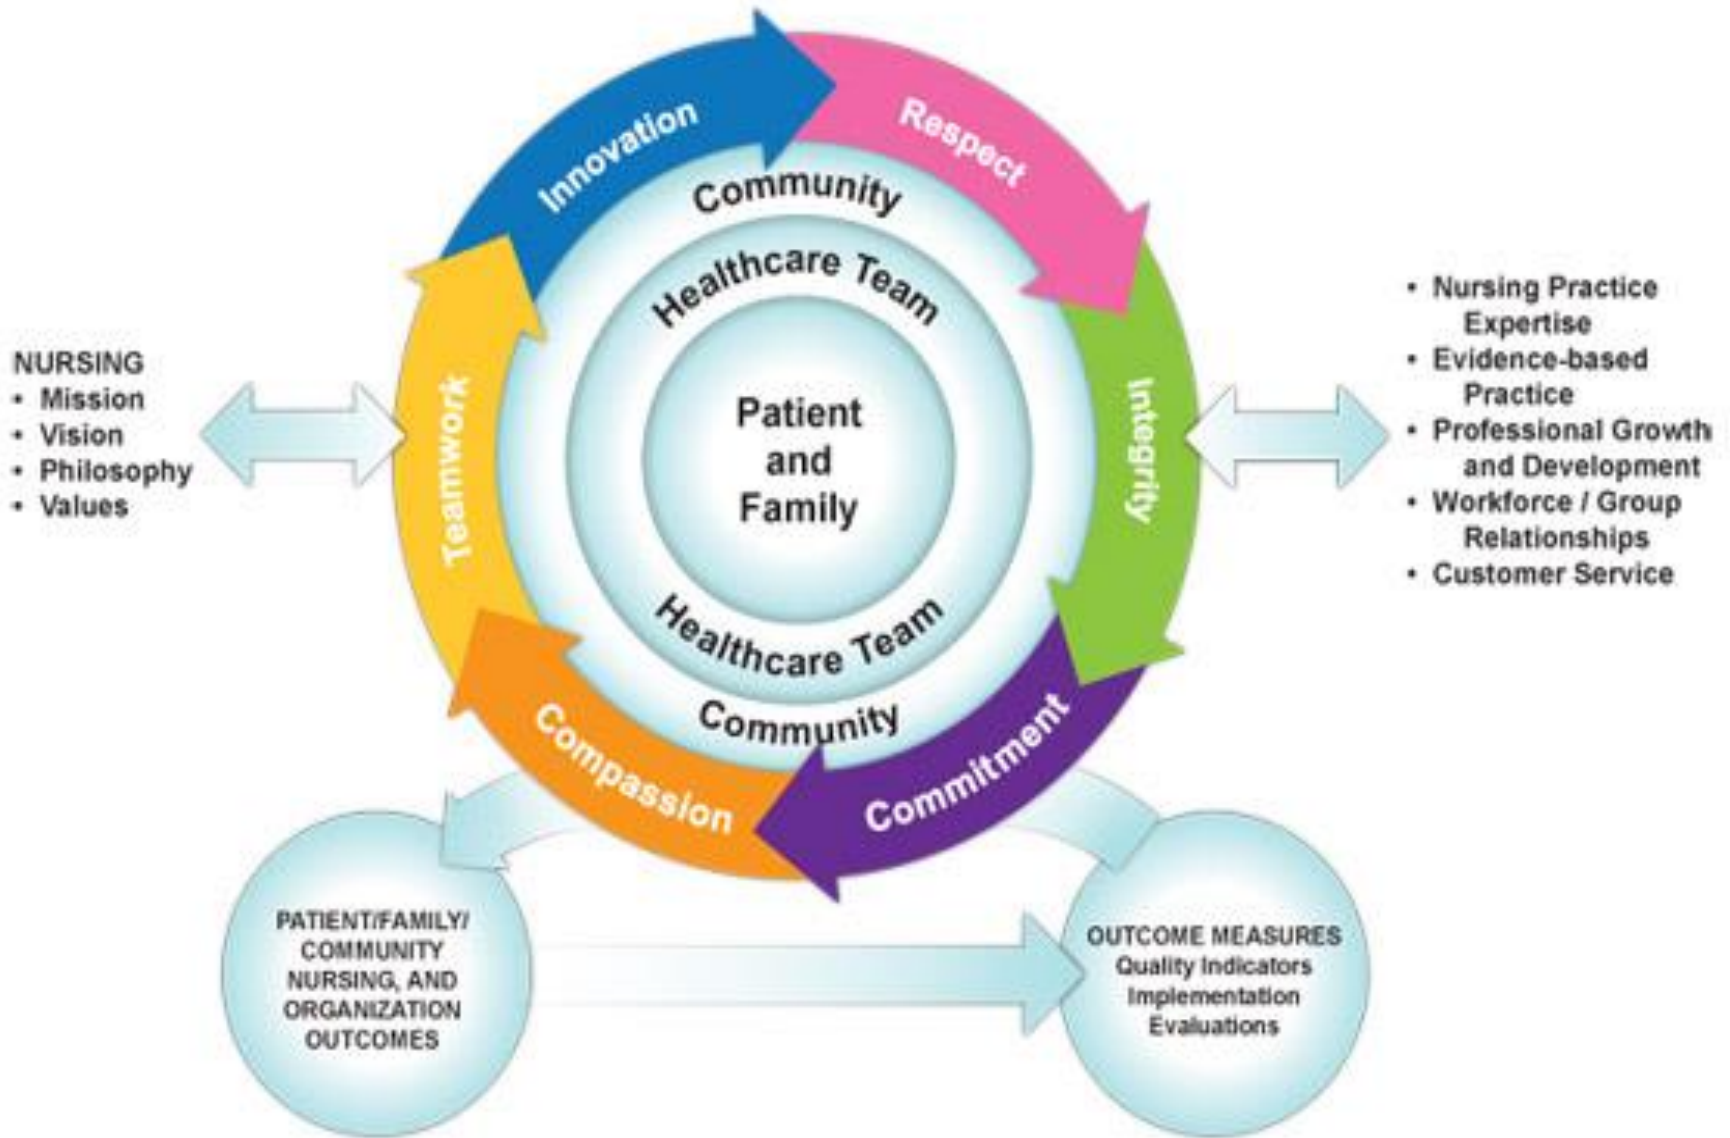 Innovation
Respect
Integrity
Commitment
Compassion
Teamwork
Community
Healthcare Team
Patient
and
Family
Healthcare Team
Community
NURSING
• Mission
• Vision
• Philosophy
• Values
• Nursing Practice
Expertise
• Evidence-based
Practice
• Professional Growth
and Development
• Workforce / Group
Relationships
• Customer Service
PATIENT/FAMILY/
COMMUNITY
NURSING, AND
ORGANIZATION
OUTCOMES
OUTCOME MEASURES
Quality Indicators
Implementation
Evaluations